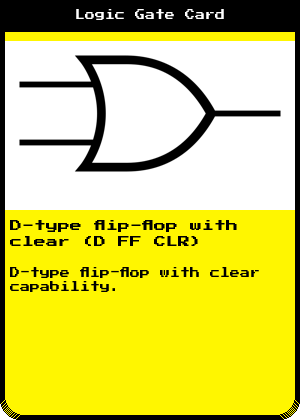 Logic Gate Card
D-type flip-flop with
clear (D FF CLR)
D-type flip-flop with clear
capability.